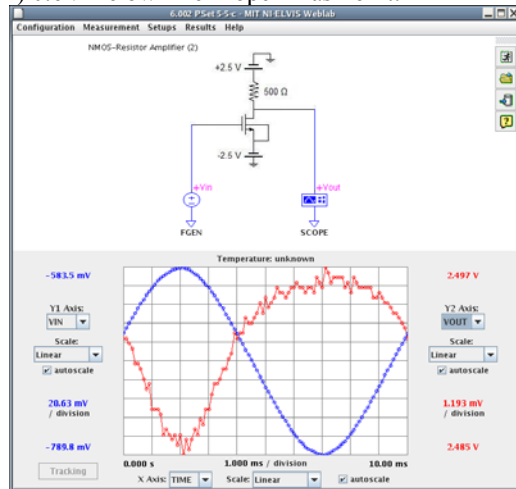 6.002 PSet 5-5-c - MIT NI-ELVIS Weblab
Configuration Measurement Setups Results Help
NMOS-Resistor Amplifier (2)
+2.5 V
500 Ω
-2.5 V
+Vin
+Vout
FGEN
SCOPE
Temperature: unknown
-583.5 mV
2.497 V
Y1 Axis:
Y2 Axis:
VIN
VOUT
Scale:
Scale:
Linear
Linear
autoscale
autoscale
20.63 mV
/ division
1.193 mV
/ division
-789.8 mV
2.485 V
Tracking
0.000 s
1.000 ms / division
10.00 ms
X Axis: TIME Scale: Linear autoscale